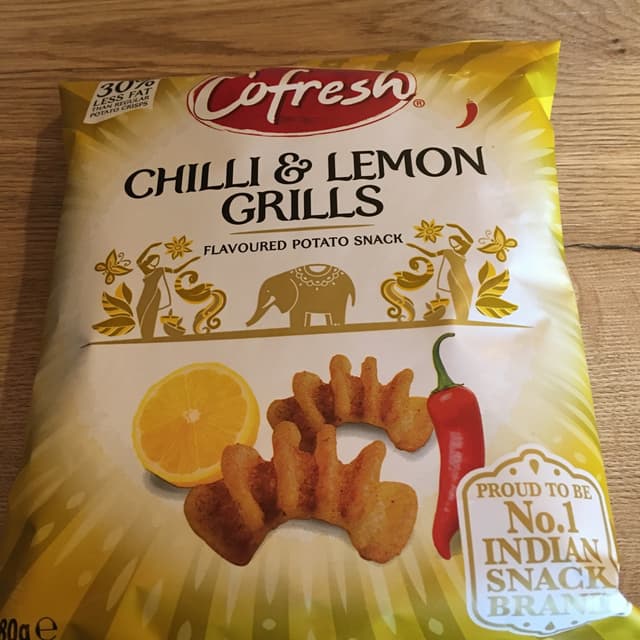 30%
LESS FAT
THAN REGULAR
POTATO CRISPS
Cofresh®
CHILLI & LEMON
GRILLS
FLAVOURED POTATO SNACK
PROUD TO BE
No.1
INDIAN
SNACK
BRAND
80g e